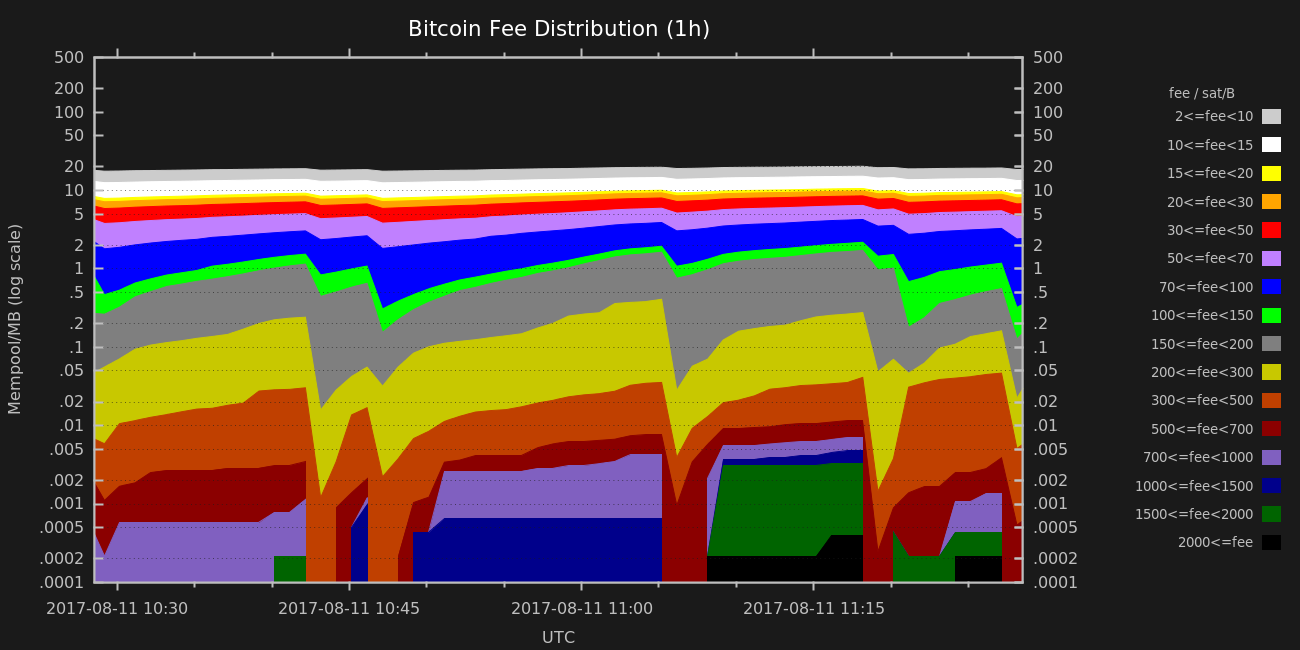 Bitcoin Fee Distribution (1h)
500 500
200 200
100 100
50 50
20 20
10 10
5 5
2 2
1 1
.5 .5
.2 .2
.1 .1
.05 .05
.02 .02
.01 .01
.005 .005
.002 .002
.001 .001
.0005 .0005
.0002 .0002
.0001 .0001
Mempool/MB (log scale)
2017-08-11 10:30 2017-08-11 10:45 2017-08-11 11:00 2017-08-11 11:15
UTC
fee / sat/B
2<=fee<10
10<=fee<15
15<=fee<20
20<=fee<30
30<=fee<50
50<=fee<70
70<=fee<100
100<=fee<150
150<=fee<200
200<=fee<300
300<=fee<500
500<=fee<700
700<=fee<1000
1000<=fee<1500
1500<=fee<2000
2000<=fee